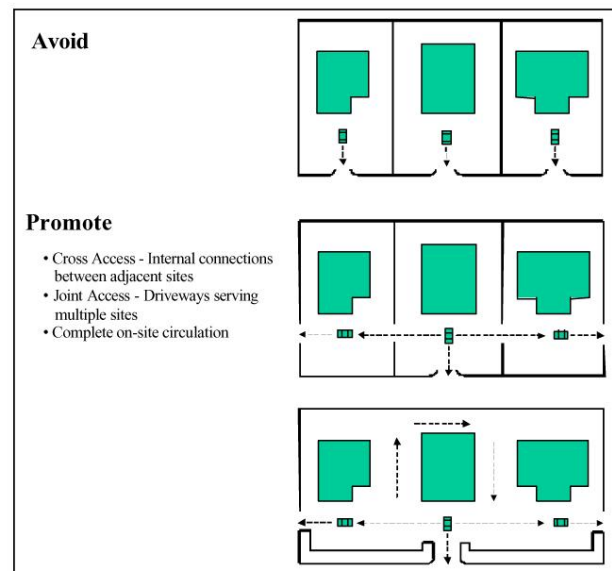 Avoid
Promote
• Cross Access - Internal connections
between adjacent sites
• Joint Access - Driveways serving
multiple sites
• Complete on-site circulation